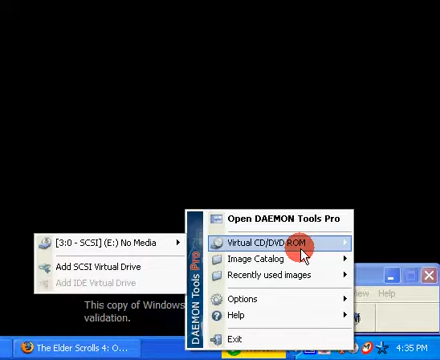 Open DAEMON Tools Pro
[3:0 - SCSI] (E:) No Media
Virtual CD/DVD ROM
Image Catalog
Add SCSI Virtual Drive
Recently used images
Add IDE Virtual Drive
Options
Help
Exit
DAEMON Tools Pro
This copy of Windows
validation.
View Help
The Elder Scrolls 4: O...
4:35 PM